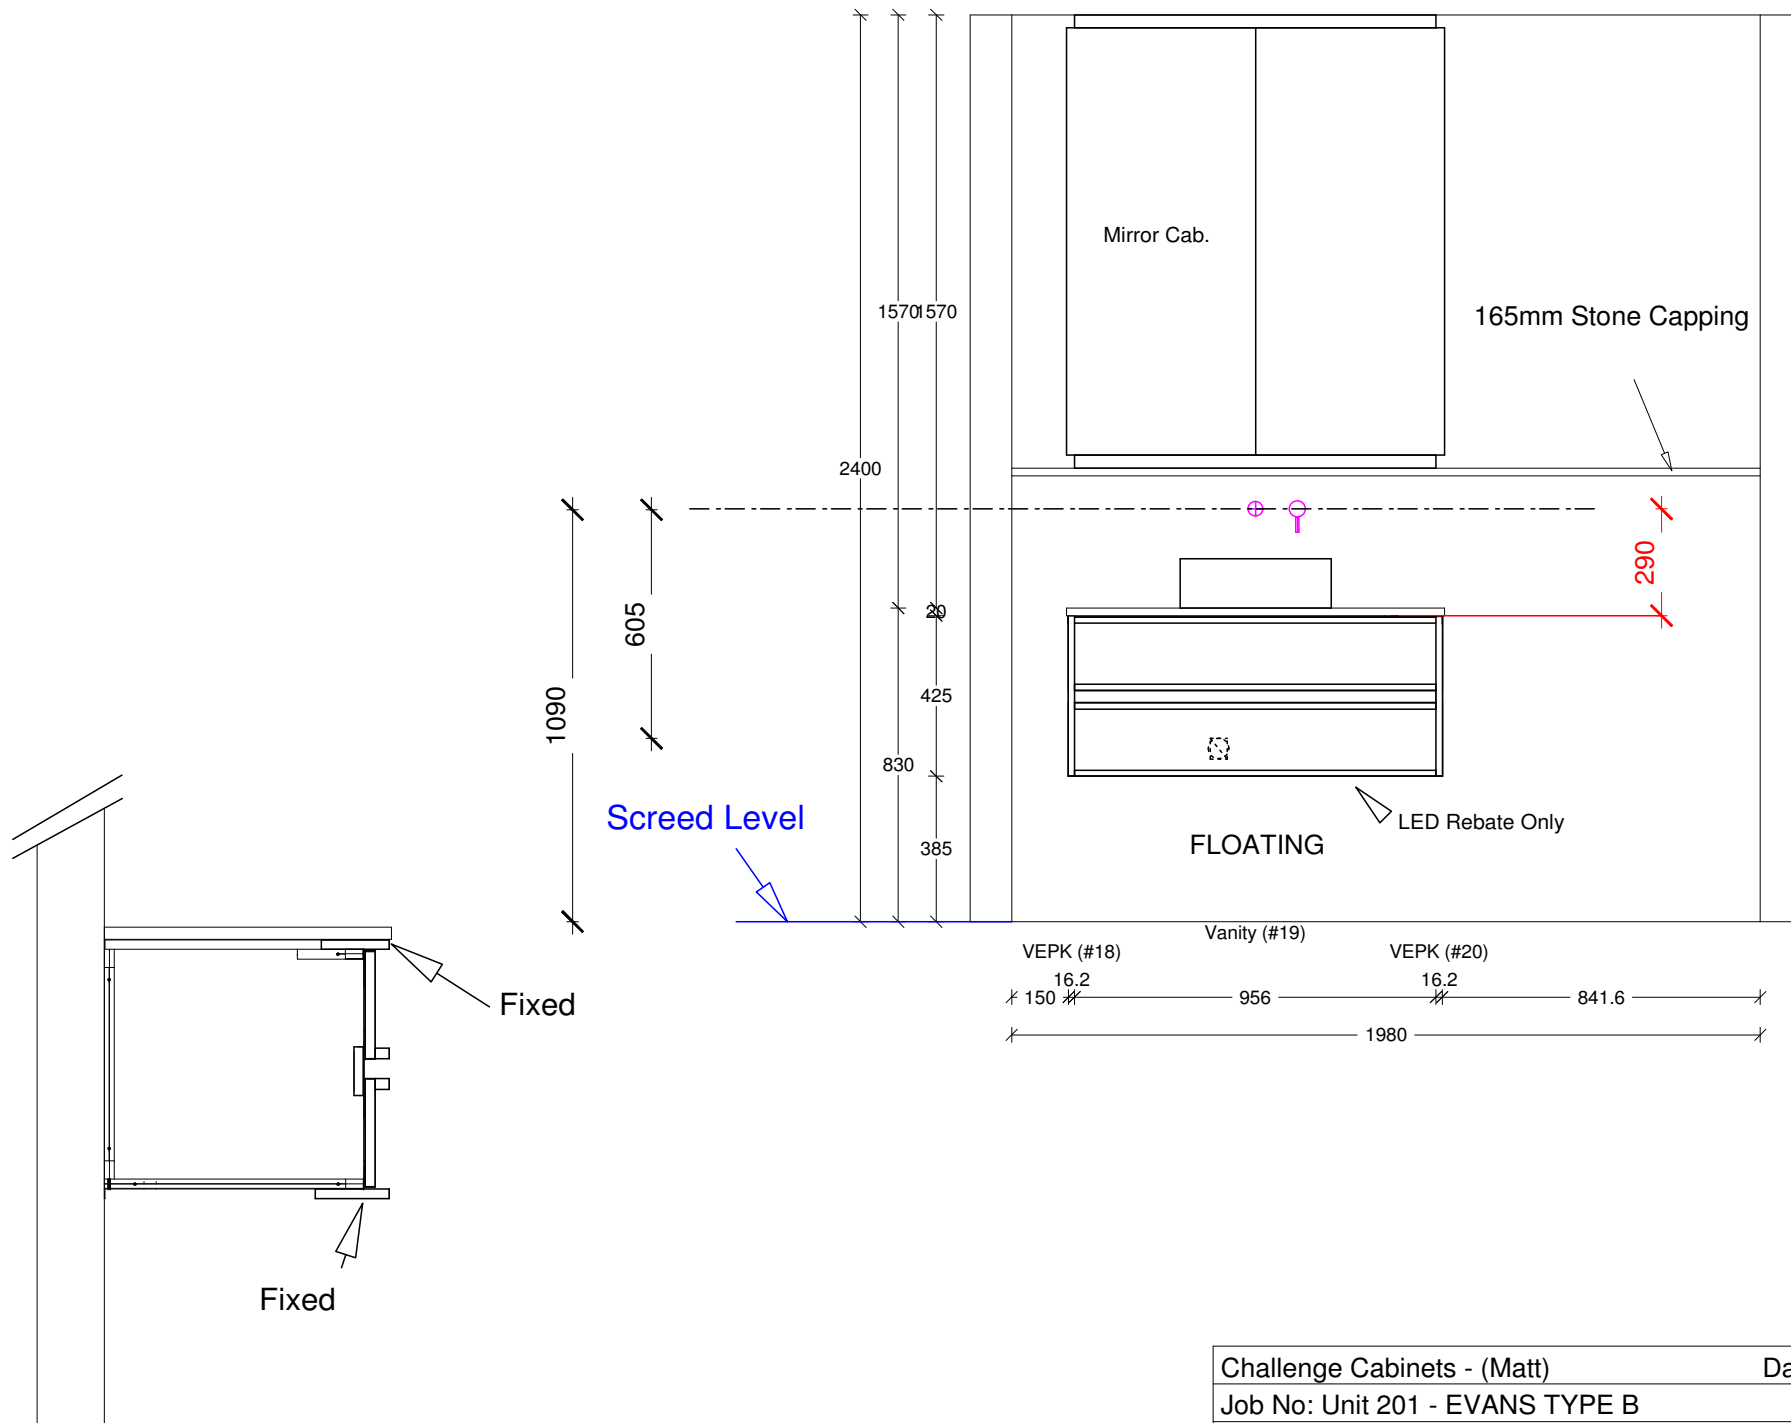 Mirror Cab.
1570
1570
165mm Stone Capping
2400
290
605
20
1090
425
830
Screed Level
LED Rebate Only
FLOATING
385
Vanity (#19)
VEPK (#18)
VEPK (#20)
16.2
16.2
150
956
841.6
Fixed
1980
Fixed
Challenge Cabinets - (Matt) Da
Job No: Unit 201 - EVANS TYPE B